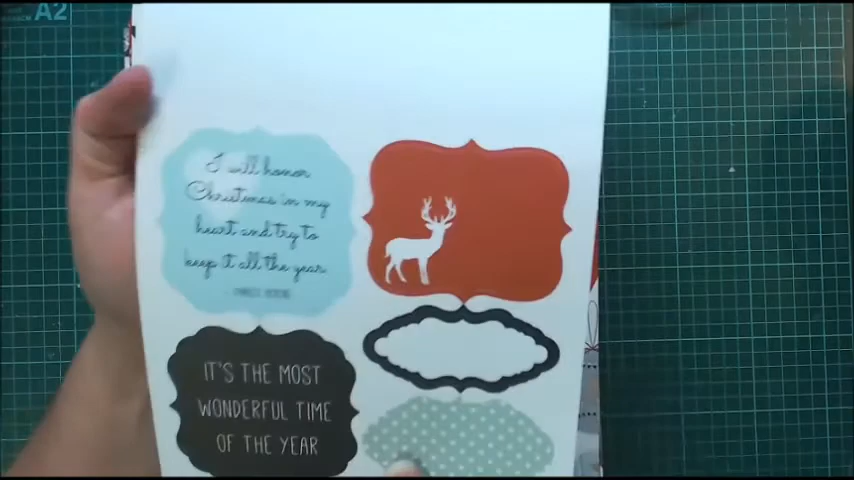 A2
I will honor
Christmas in my
heart and try to
keep it all the year
IT'S THE MOST
WONDERFUL TIME
OF THE YEAR